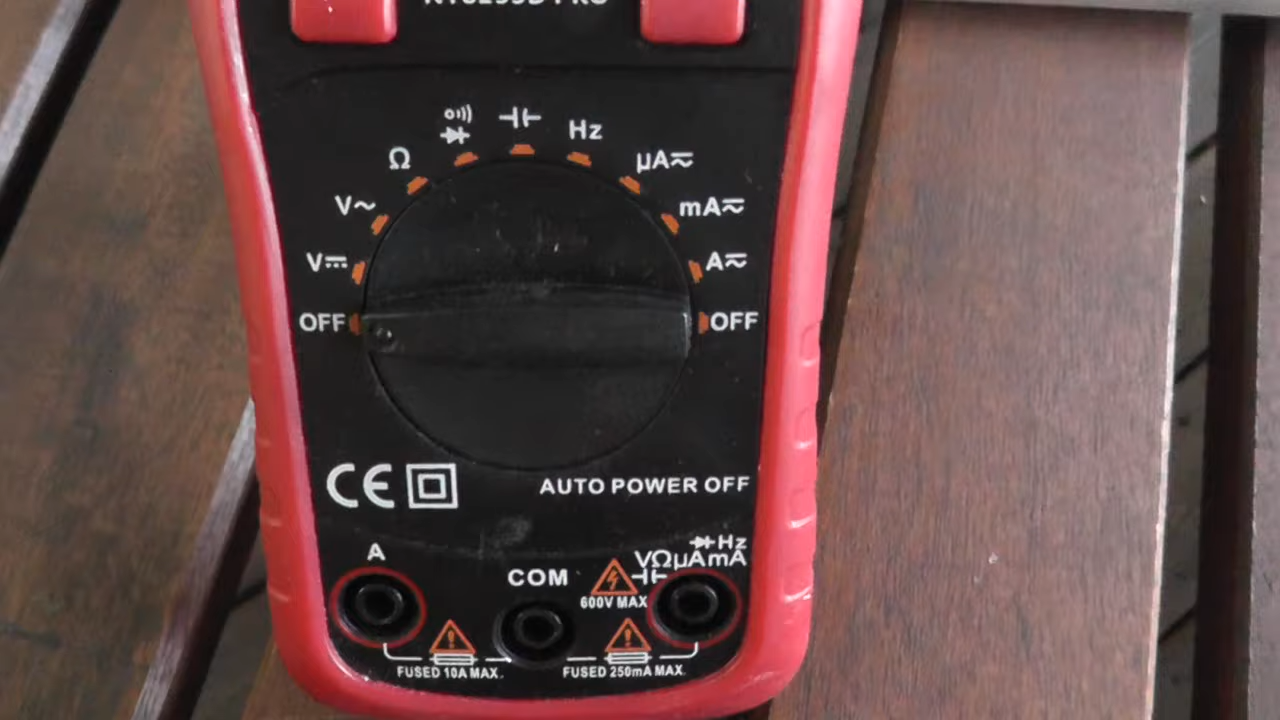 Hz
Ω
μA
V~
mA
V
A
OFF
OFF
CE
AUTO POWER OFF
A
Hz
COM
VΩμAmA
600V MAX
FUSED 10A MAX.
FUSED 250mA MAX.